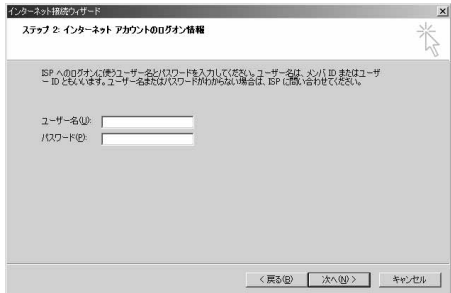 インターネット接続ウィザード
ステップ 2: インターネット アカウントのログオン情報
ISP へのログオンに使うユーザー名とパスワードを入力してください。ユーザー名は、メンバ ID またはユーザ
ー ID ともいいます。ユーザー名またはパスワードがわからない場合は、ISP に問い合わせてください。
ユーザー名(U):
パスワード(P):
< 戻る(B)
次へ(N) >
キャンセル